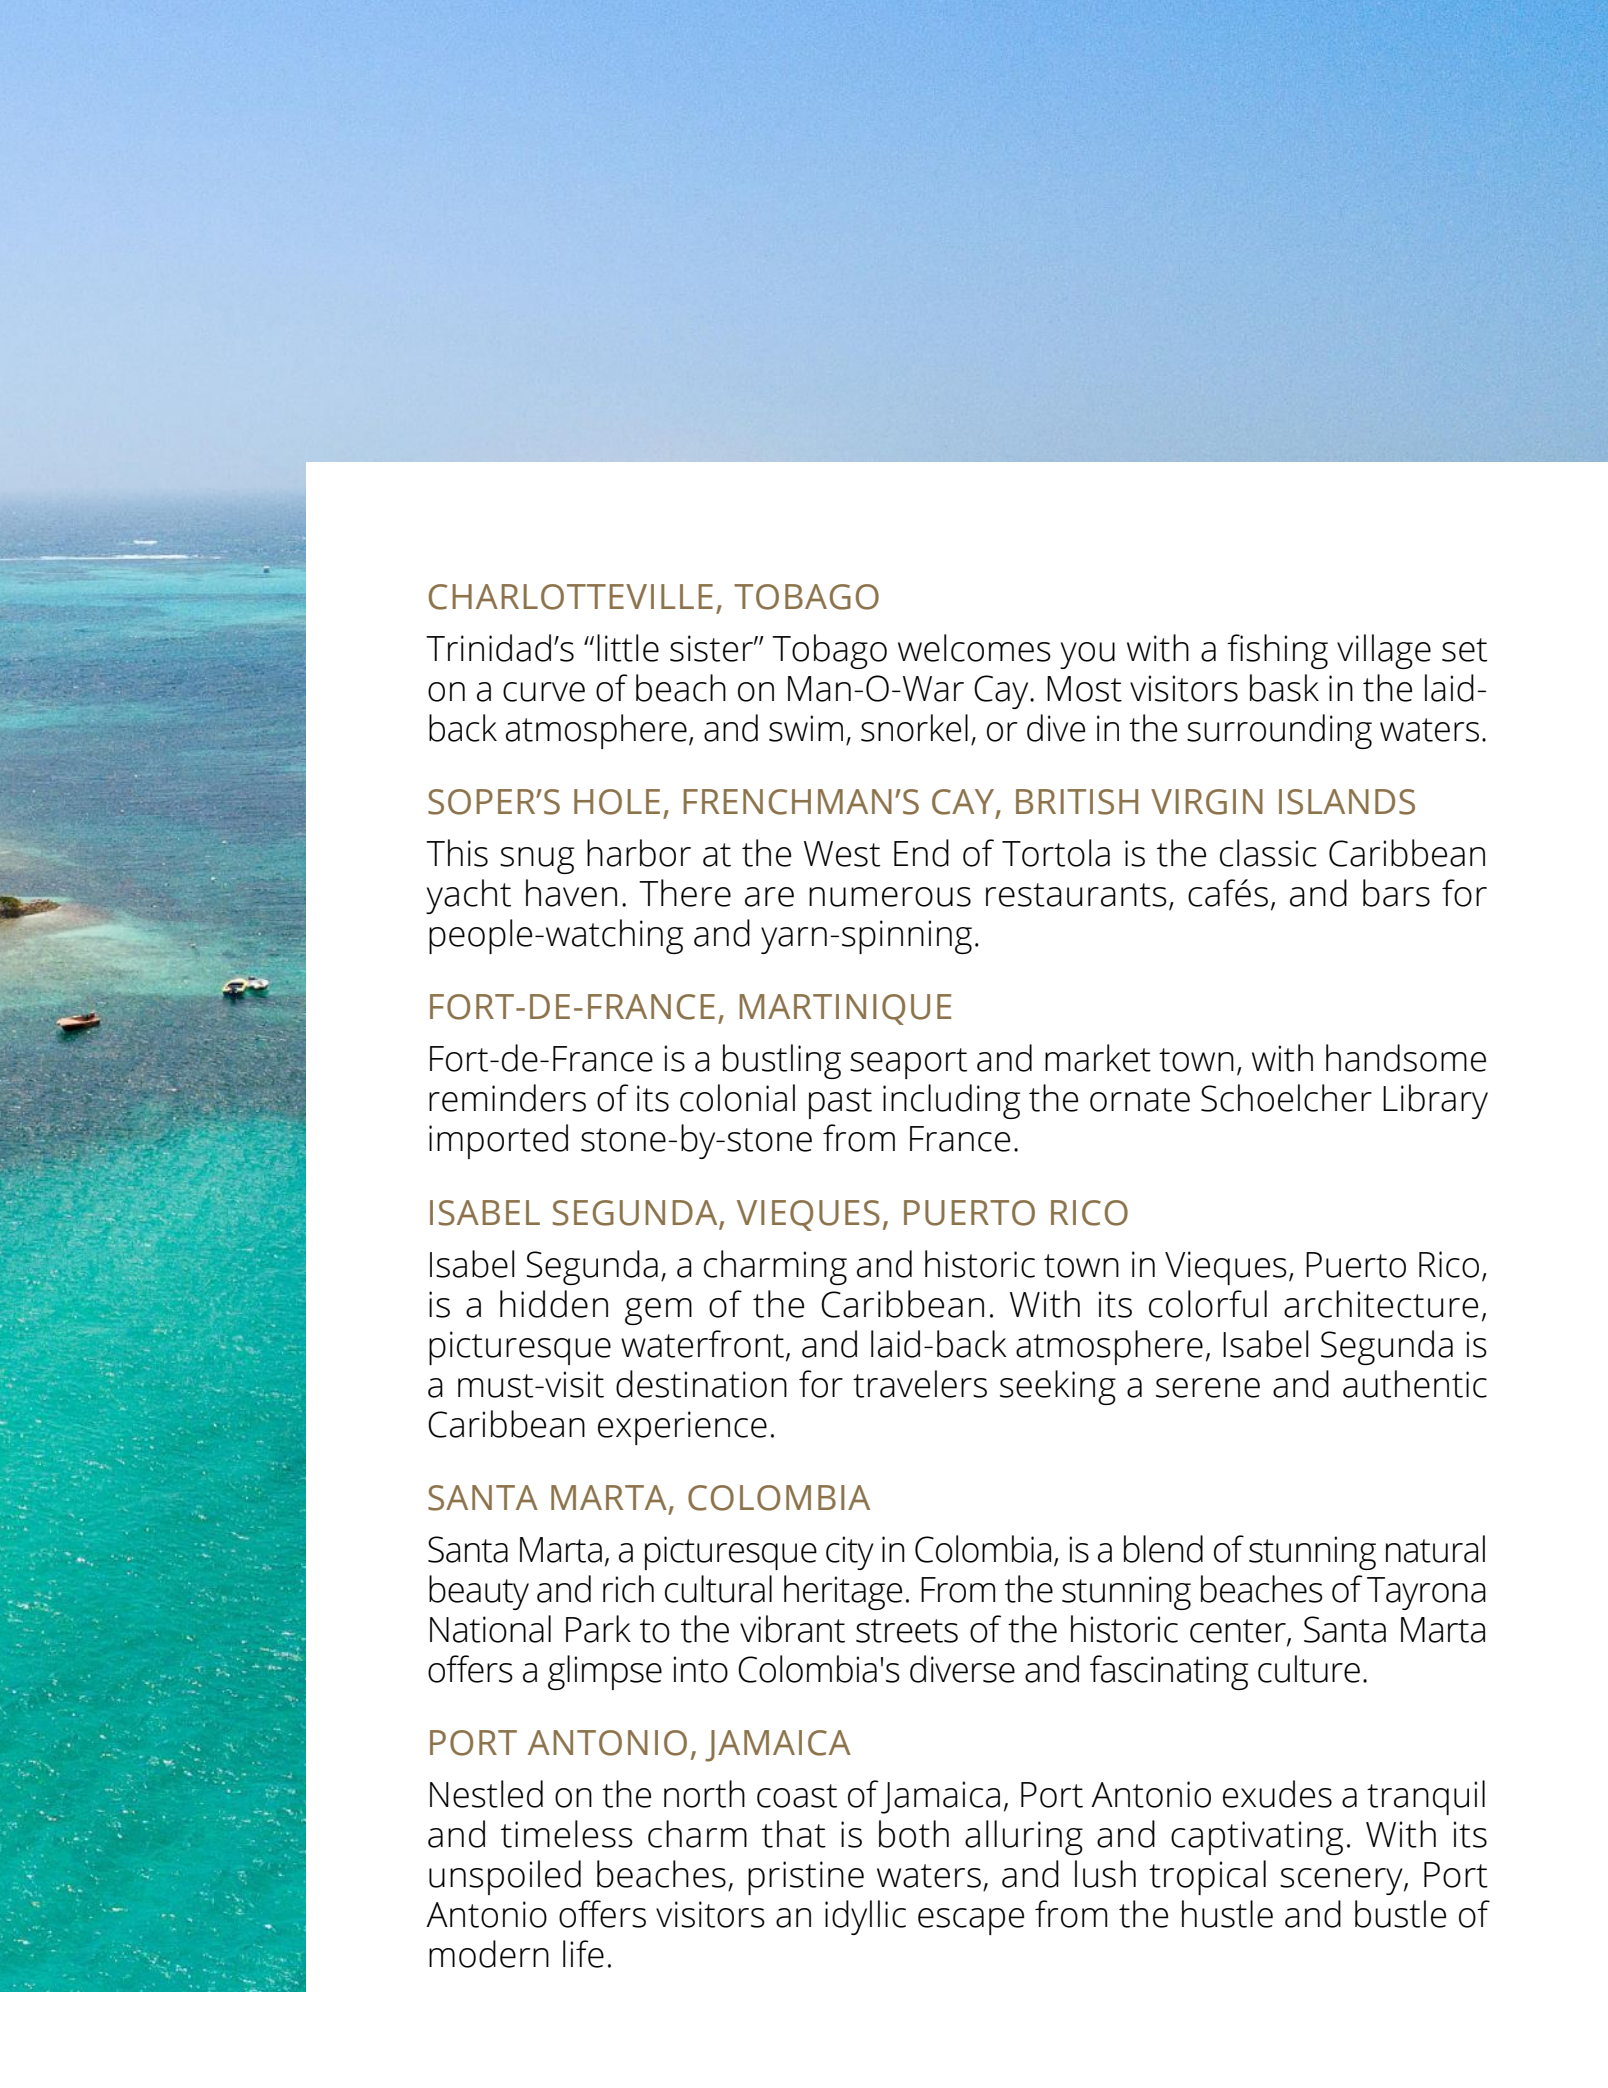 CHARLOTTEVILLE, TOBAGO
Trinidad’s “little sister” Tobago welcomes you with a fishing village set
on a curve of beach on Man-O-War Cay. Most visitors bask in the laid-
back atmosphere, and swim, snorkel, or dive in the surrounding waters.
SOPER’S HOLE, FRENCHMAN’S CAY, BRITISH VIRGIN ISLANDS
This snug harbor at the West End of Tortola is the classic Caribbean
yacht haven. There are numerous restaurants, cafés, and bars for
people-watching and yarn-spinning.
FORT-DE-FRANCE, MARTINIQUE
Fort-de-France is a bustling seaport and market town, with handsome
reminders of its colonial past including the ornate Schoelcher Library
imported stone-by-stone from France.
ISABEL SEGUNDA, VIEQUES, PUERTO RICO
Isabel Segunda, a charming and historic town in Vieques, Puerto Rico,
is a hidden gem of the Caribbean. With its colorful architecture,
picturesque waterfront, and laid-back atmosphere, Isabel Segunda is
a must-visit destination for travelers seeking a serene and authentic
Caribbean experience.
SANTA MARTA, COLOMBIA
Santa Marta, a picturesque city in Colombia, is a blend of stunning natural
beauty and rich cultural heritage. From the stunning beaches of Tayrona
National Park to the vibrant streets of the historic center, Santa Marta
offers a glimpse into Colombia's diverse and fascinating culture.
PORT ANTONIO, JAMAICA
Nestled on the north coast of Jamaica, Port Antonio exudes a tranquil
and timeless charm that is both alluring and captivating. With its
unspoiled beaches, pristine waters, and lush tropical scenery, Port
Antonio offers visitors an idyllic escape from the hustle and bustle of
modern life.